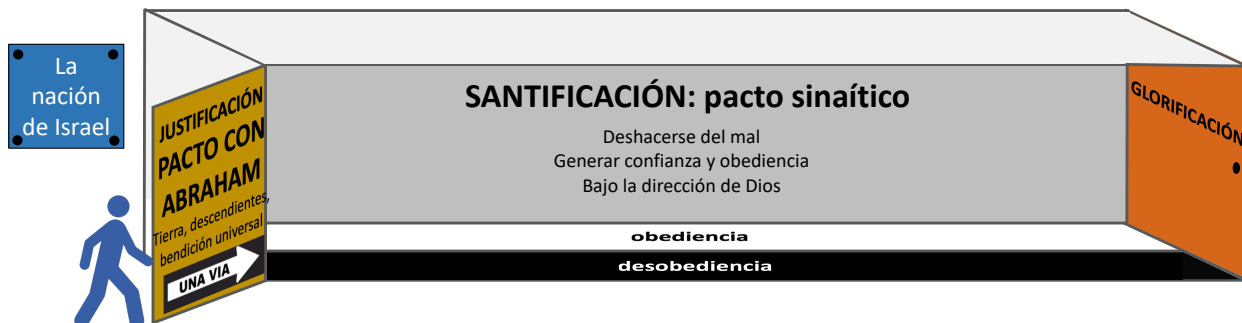 La
nación
de Israel
JUSTIFICACIÓN
PACTO CON
ABRAHAM
Tierra, descendientes,
bendición universal
UNA VIA
SANTIFICACIÓN: pacto sinaítico
Deshacerse del mal
Generar confianza y obediencia
Bajo la dirección de Dios
obediencia
desobediencia
GLORIFICACIÓN